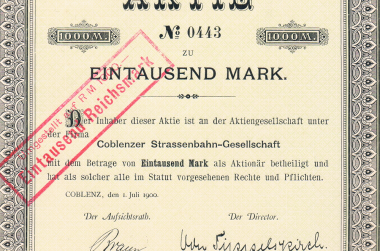 AKTIE
1000 M. № 0443 1000 M.
ZU
EINTAUSEND MARK.
Der Inhaber dieser Aktie ist an der Aktiengesellschaft unter
der Firma
Coblenzer Strassenbahn-Gesellschaft
mit dem Betrage von Eintausend Mark als Aktionär betheiligt und
hat als solcher alle im Statut vorgesehenen Rechte und Pflichten.
COBLENZ, den 1. Juli 1900.
Der Aufsichtsrath. Der Director.
Eintausend Reichsmark